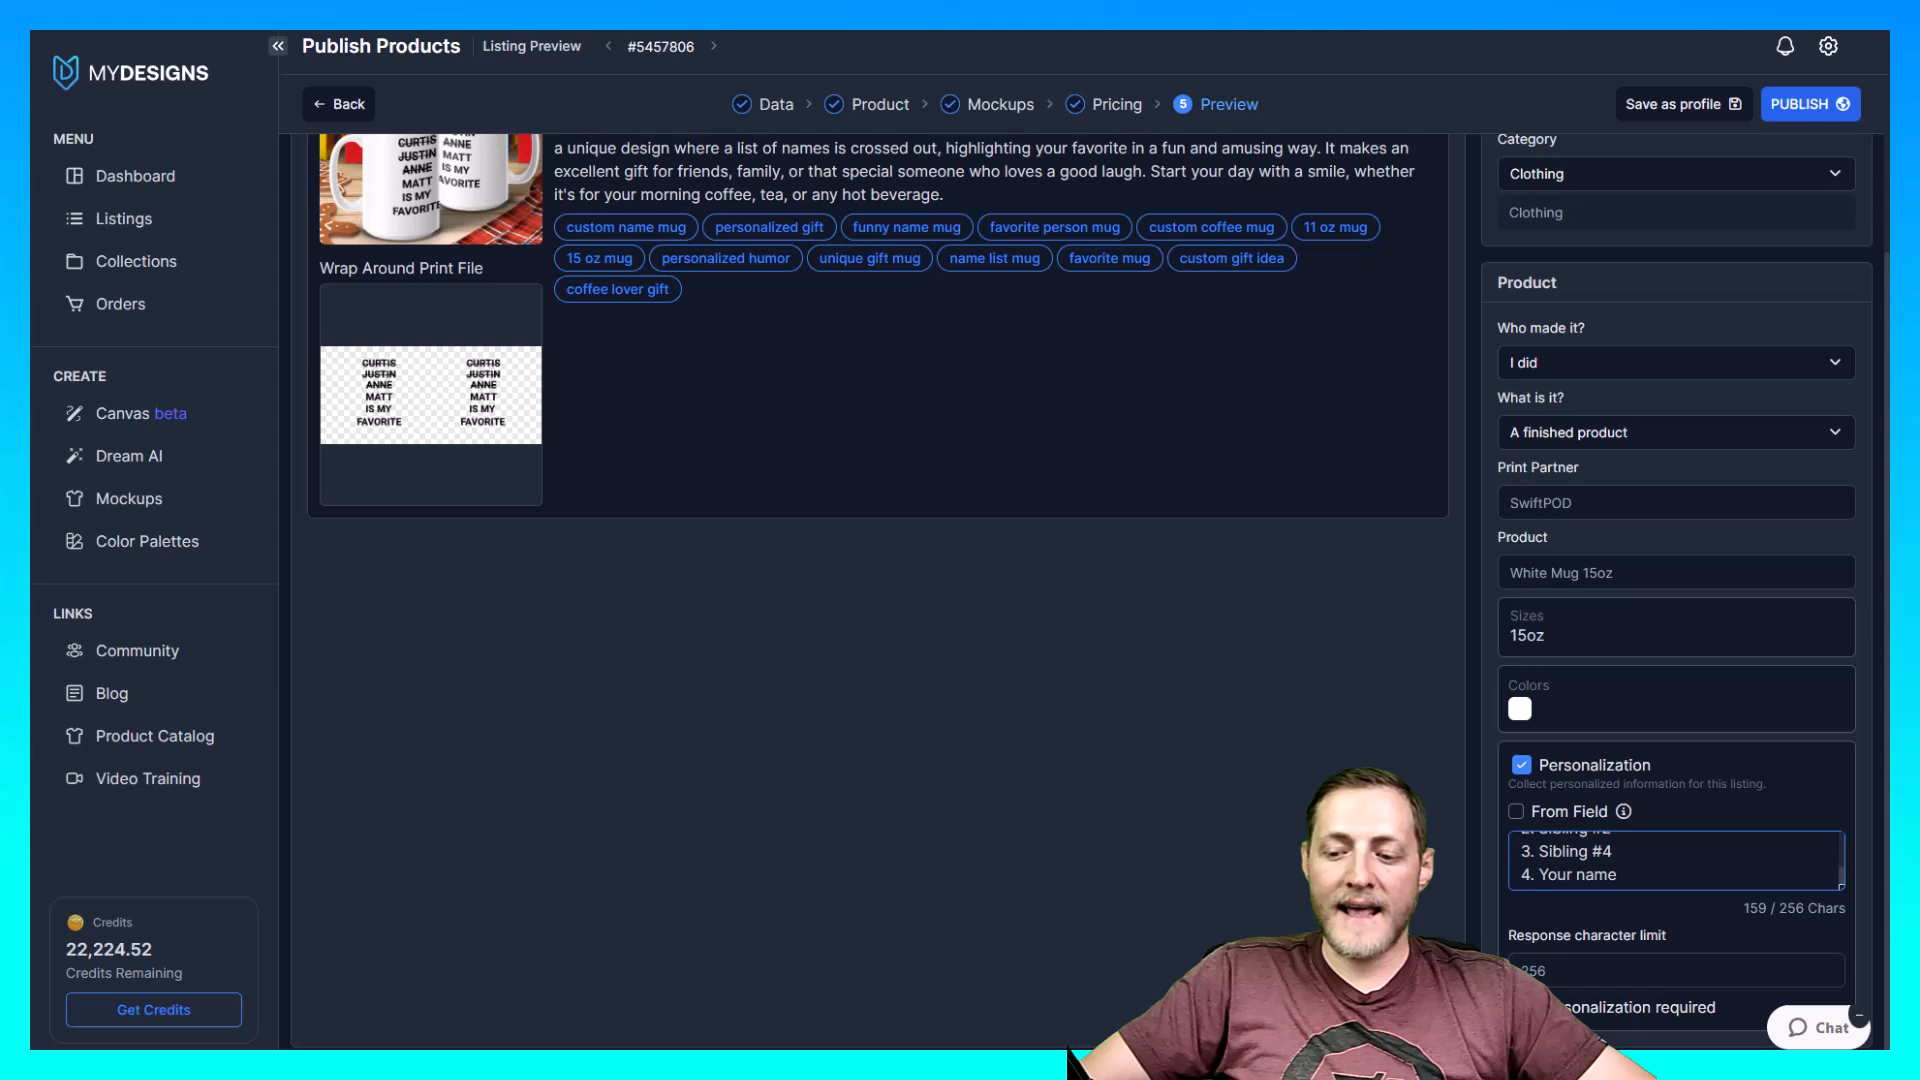 Publish Products
Listing Preview
#5457806
MYDESIGNS
Back
Data
Product
Mockups
Pricing
5 Preview
Save as profile
PUBLISH
MENU
Dashboard
Listings
Collections
Orders
CREATE
Canvas beta
Dream AI
Mockups
Color Palettes
LINKS
Community
Blog
Product Catalog
Video Training
Credits
22,224.52
Credits Remaining
Get Credits
CURTIS
JUSTIN
ANNE
MATT
IS MY
FAVORITE
ANNE
MATT
IS MY
FAVORITE
a unique design where a list of names is crossed out, highlighting your favorite in a fun and amusing way. It makes an
excellent gift for friends, family, or that special someone who loves a good laugh. Start your day with a smile, whether
it's for your morning coffee, tea, or any hot beverage.
custom name mug
personalized gift
funny name mug
favorite person mug
custom coffee mug
11 oz mug
15 oz mug
personalized humor
unique gift mug
name list mug
favorite mug
custom gift idea
coffee lover gift
Wrap Around Print File
CURTIS
JUSTIN
ANNE
MATT
IS MY
FAVORITE
CURTIS
JUSTIN
ANNE
MATT
IS MY
FAVORITE
Category
Clothing
Clothing
Product
Who made it?
I did
What is it?
A finished product
Print Partner
SwiftPOD
Product
White Mug 15oz
Sizes
15oz
Colors
Personalization
Collect personalized information for this listing.
From Field
3. Sibling #4
4. Your name
159 / 256 Chars
Response character limit
256
sonalization required
Chat